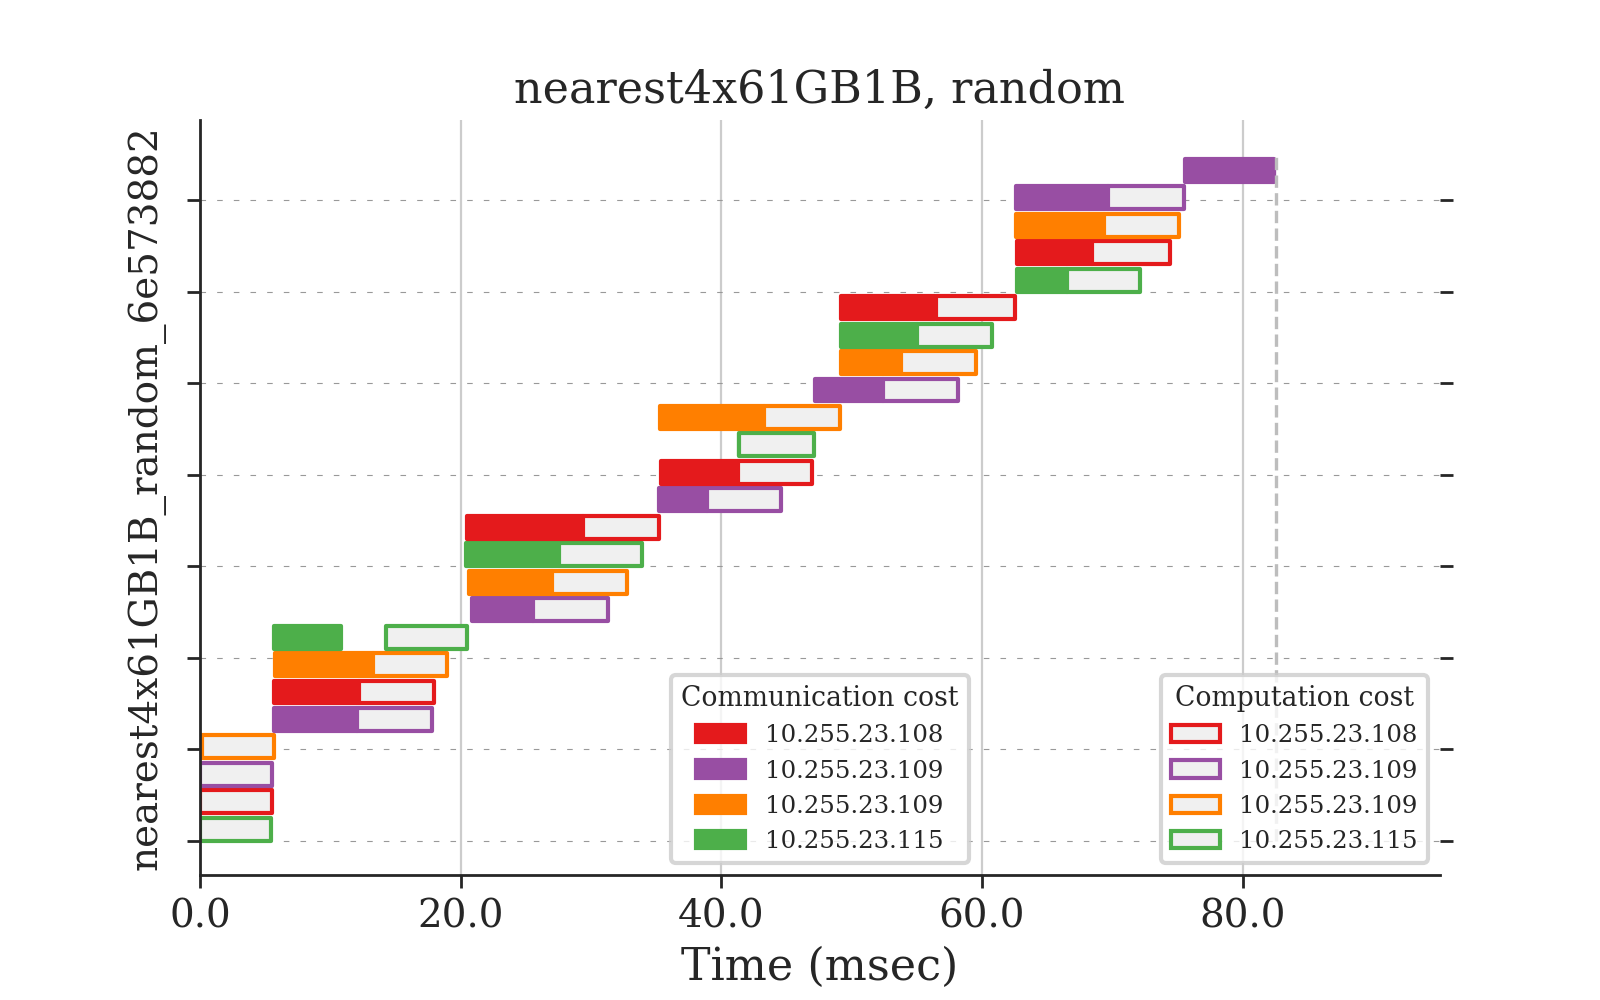 nearest4x61GB1B, random
nearest4x61GB1B_random_6e573882
Communication cost
10.255.23.108
10.255.23.109
10.255.23.109
10.255.23.115
Computation cost
10.255.23.108
10.255.23.109
10.255.23.109
10.255.23.115
0.0 20.0 40.0 60.0 80.0
Time (msec)